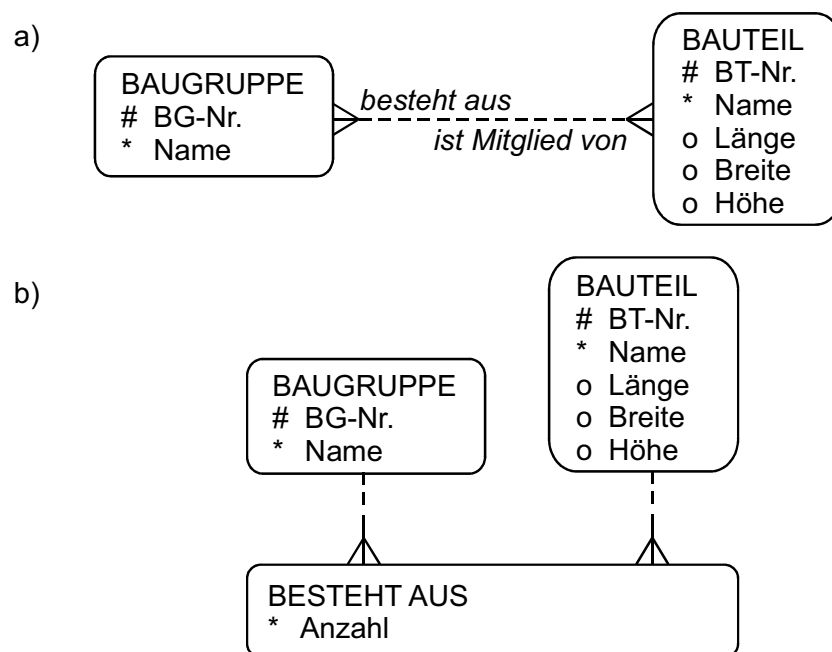 a)
BAUGRUPPE
# BG-Nr.
* Name
besteht aus
ist Mitglied von
BAUTEIL
# BT-Nr.
* Name
o Länge
o Breite
o Höhe
b)
BAUGRUPPE
# BG-Nr.
* Name
BAUTEIL
# BT-Nr.
* Name
o Länge
o Breite
o Höhe
BESTEHT AUS
* Anzahl